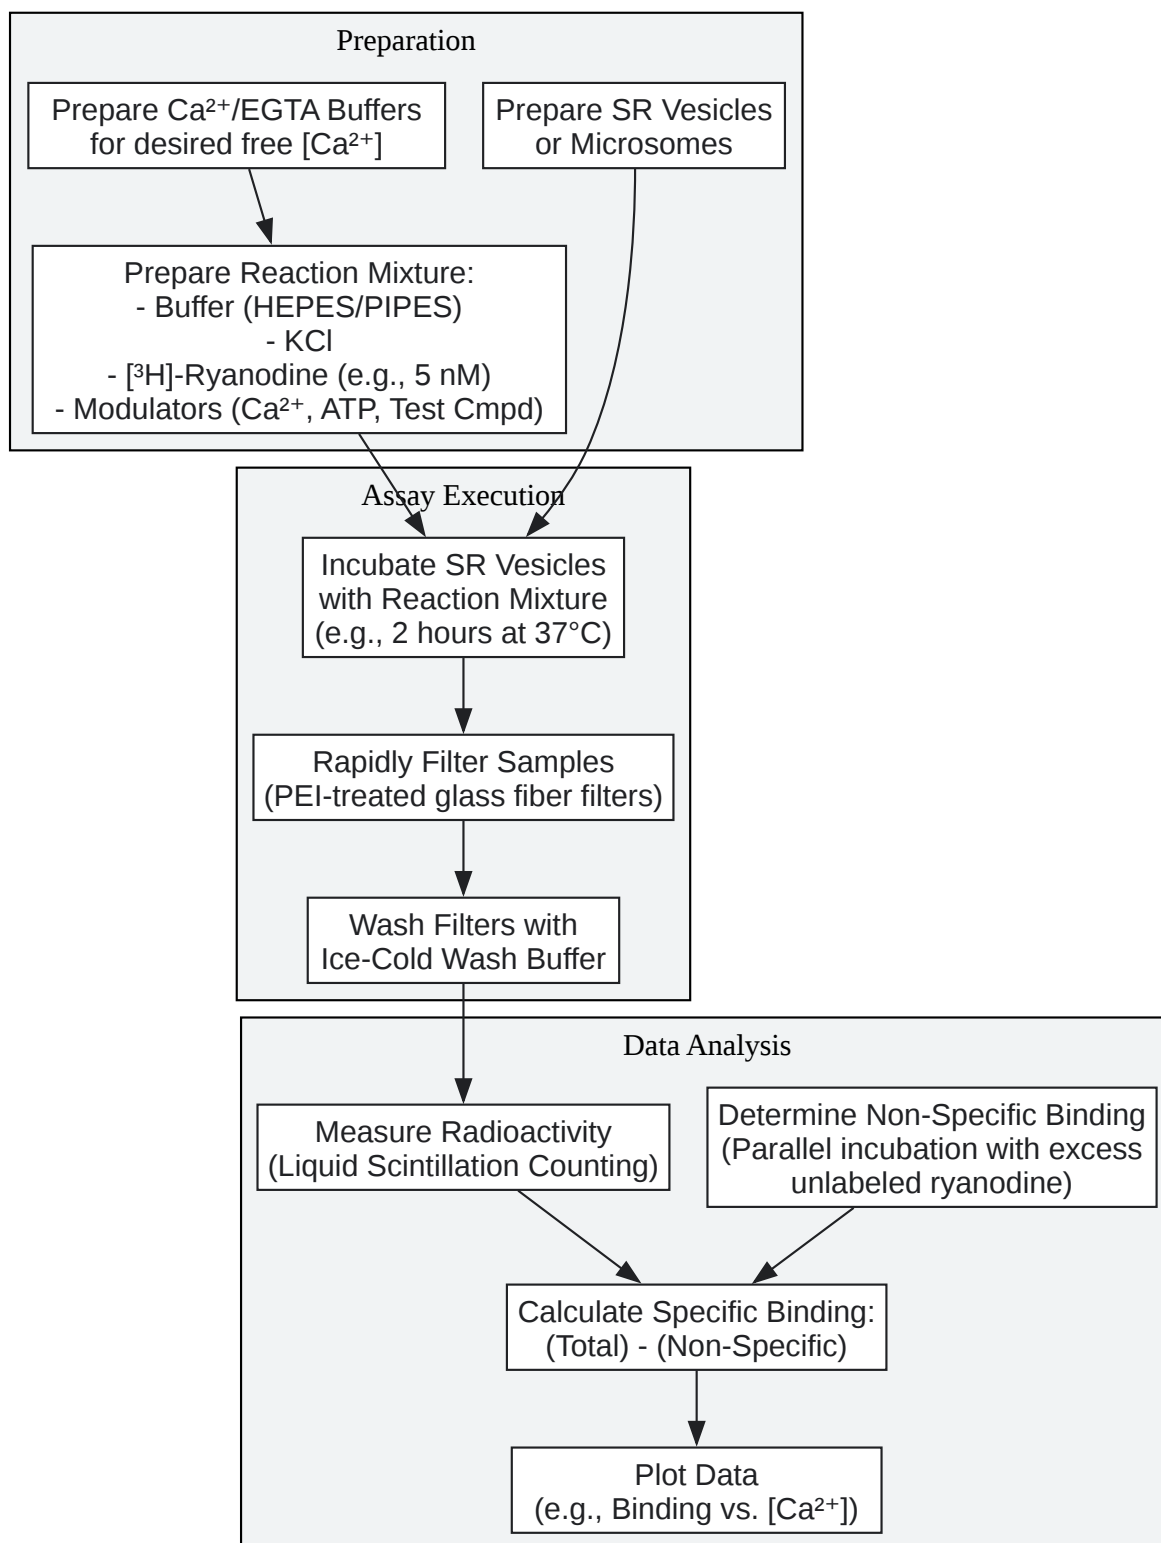 Preparation
Prepare Ca²⁺/EGTA Buffers
for desired free [Ca²⁺]
Prepare SR Vesicles
or Microsomes
Prepare Reaction Mixture:
- Buffer (HEPES/PIPES)
- KCl
- [³H]-Ryanodine (e.g., 5 nM)
- Modulators (Ca²⁺, ATP, Test Cmpd)
Assay Execution
Incubate SR Vesicles
with Reaction Mixture
(e.g., 2 hours at 37°C)
Rapidly Filter Samples
(PEI-treated glass fiber filters)
Wash Filters with
Ice-Cold Wash Buffer
Data Analysis
Measure Radioactivity
(Liquid Scintillation Counting)
Determine Non-Specific Binding
(Parallel incubation with excess
unlabeled ryanodine)
Calculate Specific Binding:
(Total) - (Non-Specific)
Plot Data
(e.g., Binding vs. [Ca²⁺])